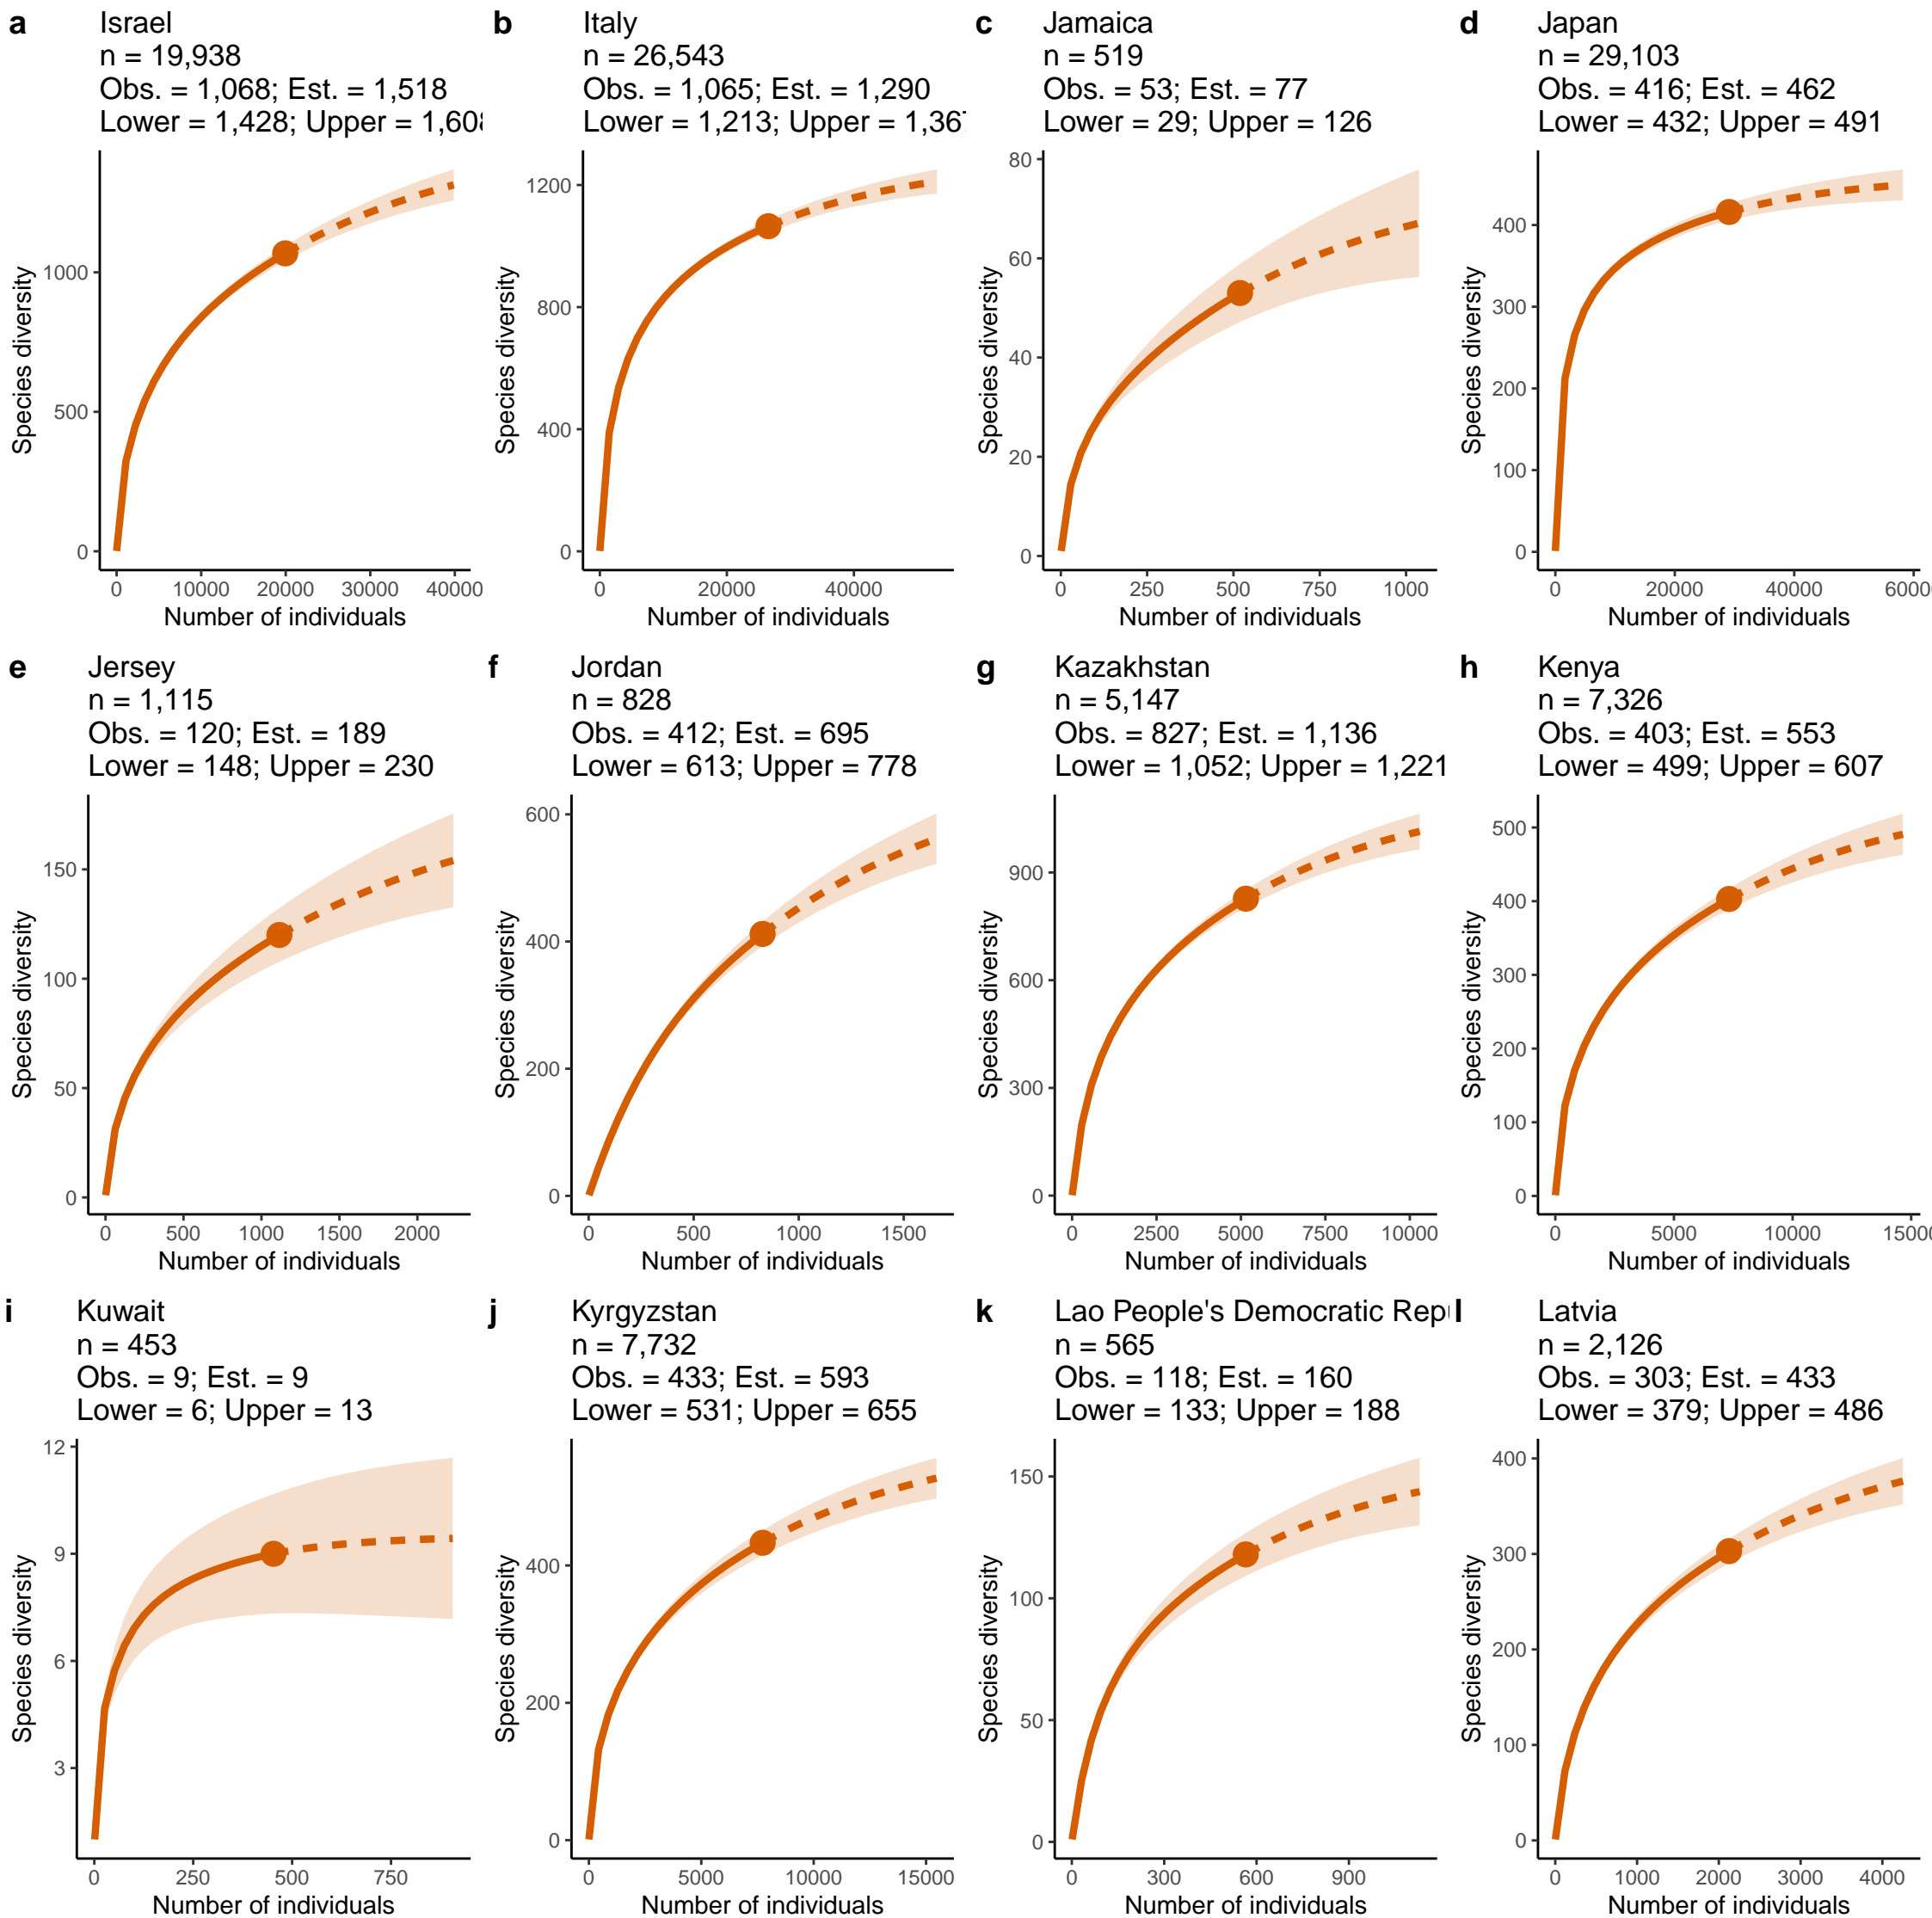 a
Israel
n = 19,938
Obs. = 1,068; Est. = 1,518
Lower = 1,428; Upper =
Species diversity
1000
500
0
0 10000 20000 30000 40000
Number of individuals
b
Italy
n = 26,543
Obs. = 1,065; Est. = 1,290
Lower = 1,213; Upper =
Species diversity
1200
800
400
0
0 20000 40000
Number of individuals
c
Jamaica
n = 519
Obs. = 53; Est. = 77
Lower = 29; Upper = 126
Species diversity
80
60
40
20
0
0 250 500 750 1000
Number of individuals
d
Japan
n = 29,103
Obs. = 416; Est. = 462
Lower = 432; Upper = 491
Species diversity
400
300
200
100
0
0 20000 40000
Number of individuals
e
Jersey
n = 1,115
Obs. = 120; Est. = 189
Lower = 148; Upper = 230
Species diversity
150
100
50
0
0 500 1000 1500 2000
Number of individuals
f
Jordan
n = 828
Obs. = 412; Est. = 695
Lower = 613; Upper = 778
Species diversity
600
400
200
0
0 500 1000 1500
Number of individuals
g
Kazakhstan
n = 5,147
Obs. = 827; Est. = 1,136
Lower = 1,052; Upper = 1,221
Species diversity
900
600
300
0
0 2500 5000 7500 10000
Number of individuals
h
Kenya
n = 7,326
Obs. = 403; Est. = 553
Lower = 499; Upper = 607
Species diversity
500
400
300
200
100
0
0 5000 10000
Number of individuals
i
Kuwait
n = 453
Obs. = 9; Est. = 9
Lower = 6; Upper = 13
Species diversity
12
9
6
3
0 250 500 750
Number of individuals
j
Kyrgyzstan
n = 7,732
Obs. = 433; Est. = 593
Lower = 531; Upper = 655
Species diversity
400
200
0
0 5000 10000 15000
Number of individuals
k
Lao People's Democratic
n = 565
Obs. = 118; Est. = 160
Lower = 133; Upper = 188
Species diversity
150
100
50
0
0 300 600 900
Number of individuals
l
Latvia
n = 2,126
Obs. = 303; Est. = 433
Lower = 379; Upper = 486
Species diversity
400
300
200
100
0
0 1000 2000 3000 4000
Number of individuals